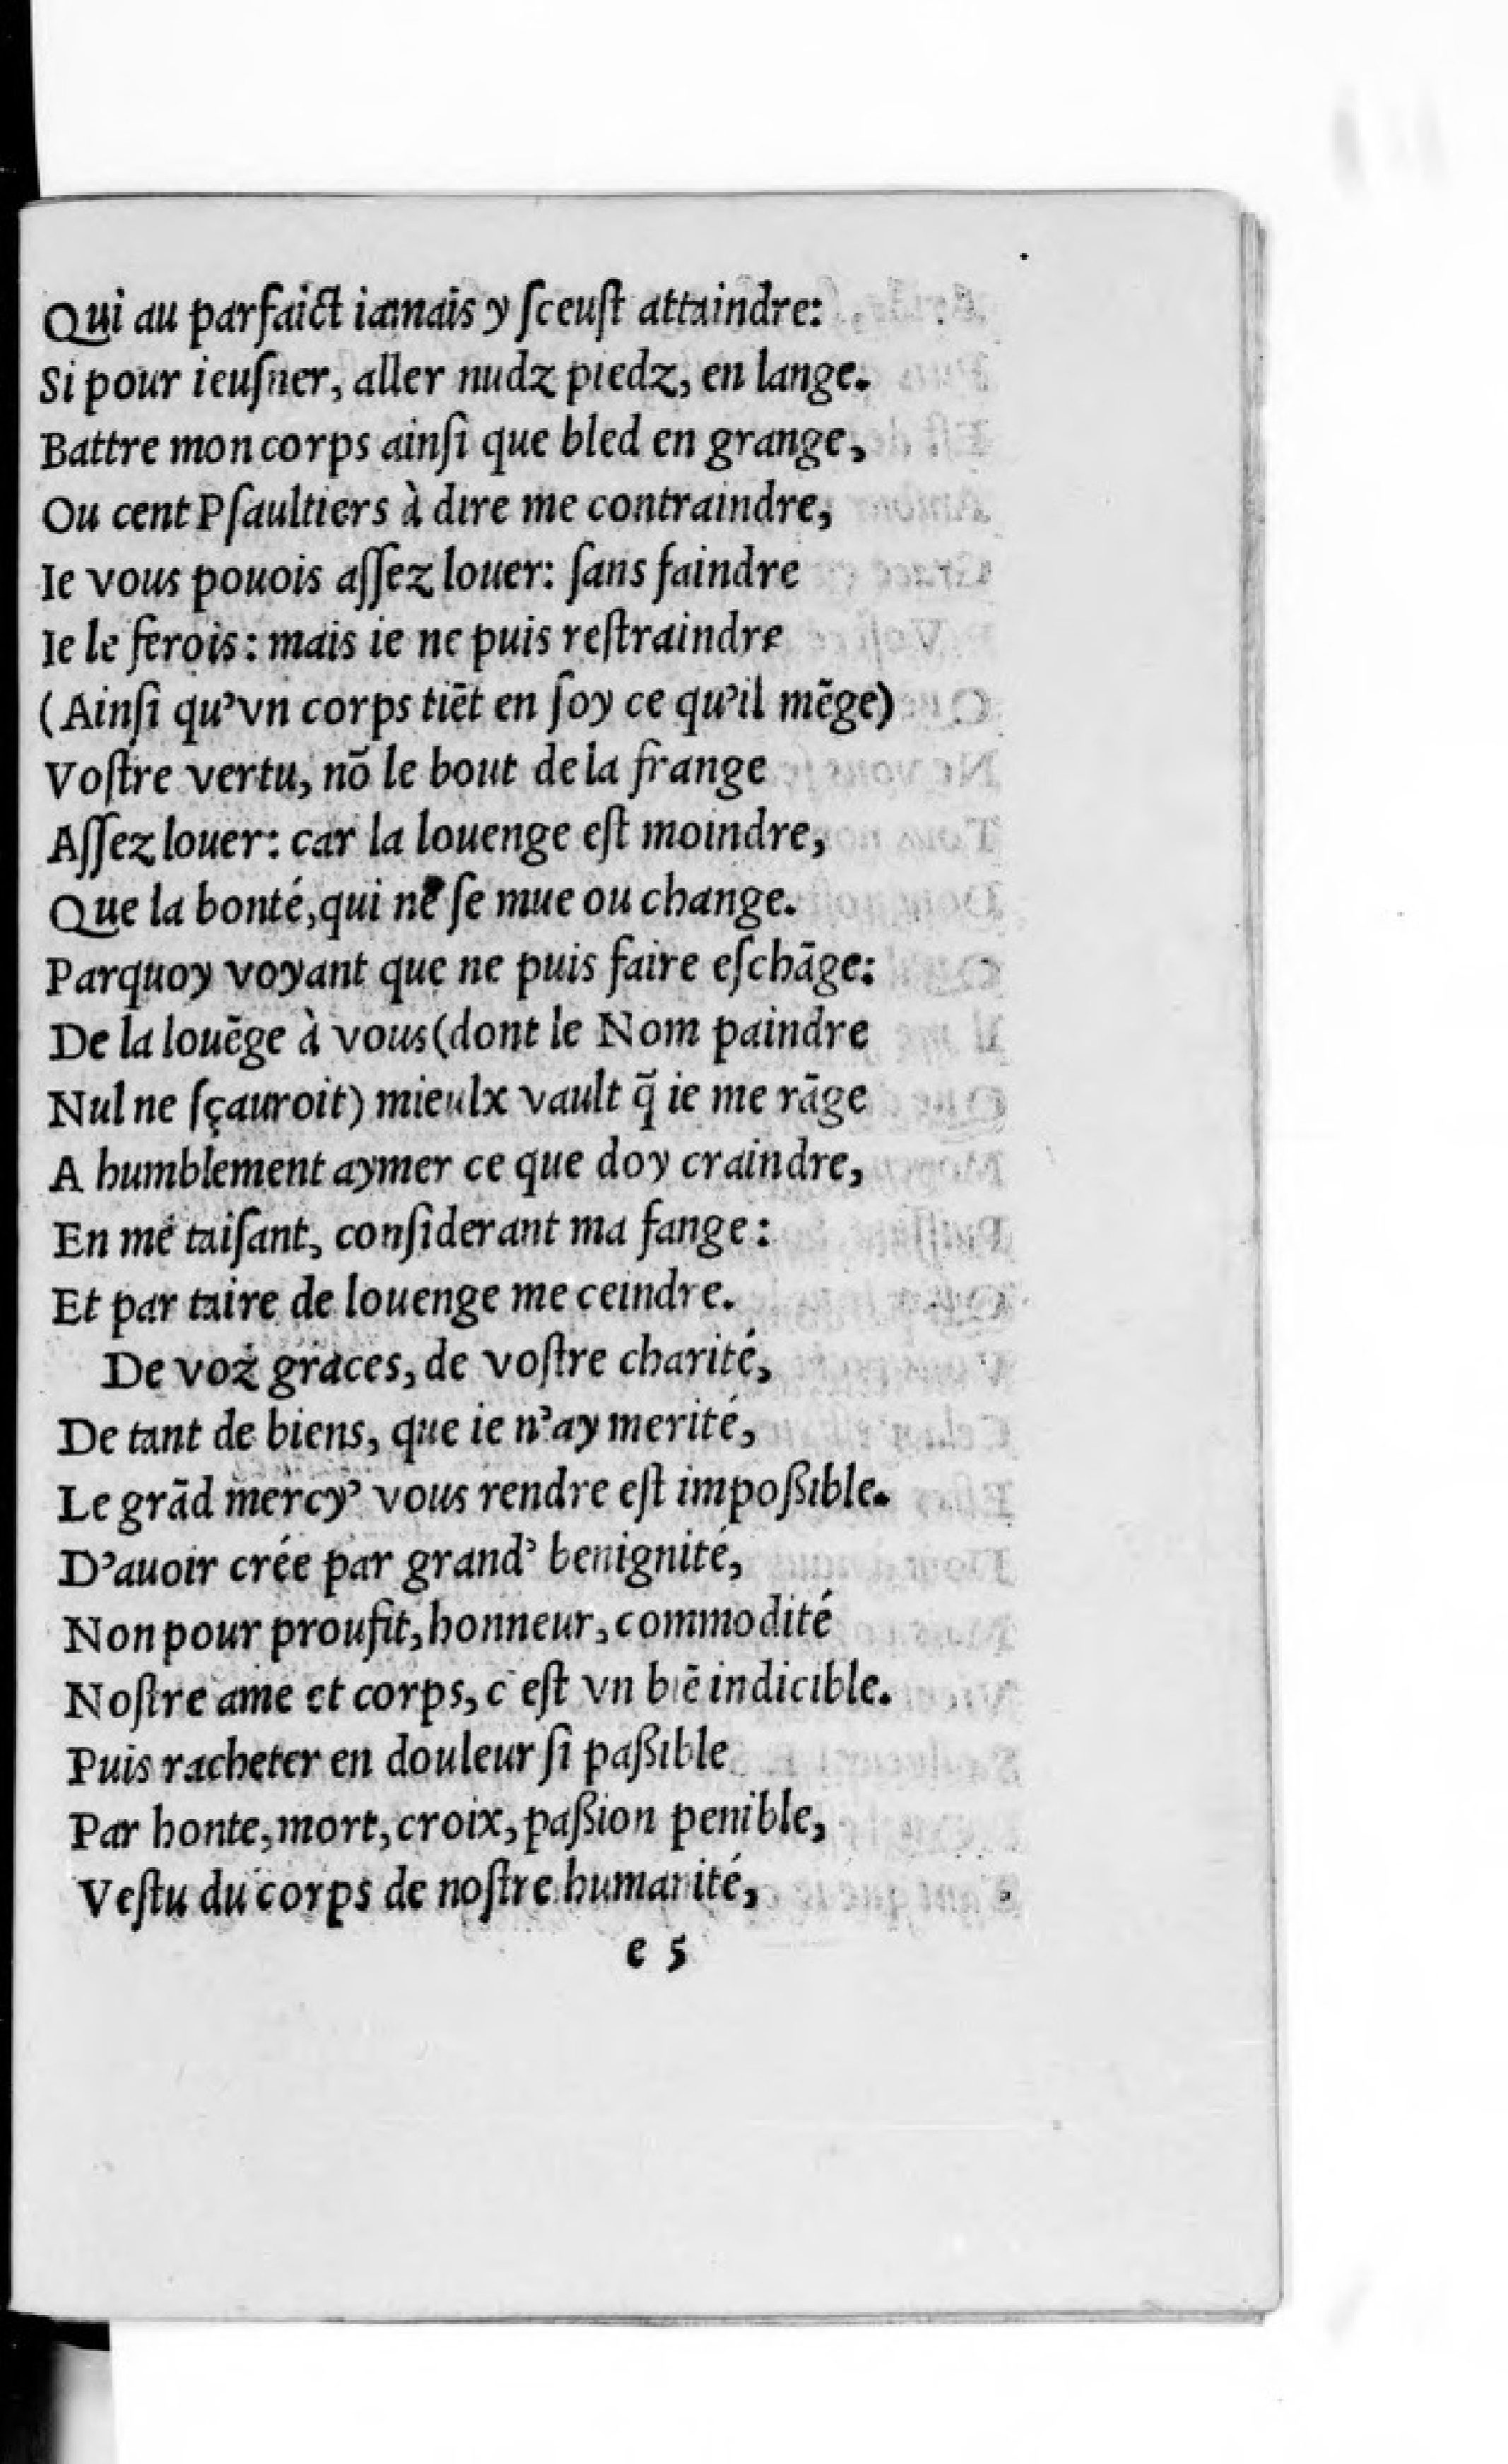 Qui au parfaict iamais y ſceuſt attaindre:
Si pour ieuſner, aller nudz piedz, en lange.
Battre mon corps ainſi que bled en grange,
Ou cent Pſaultiers à dire me contraindre,
Ie vous pouois aſſez louer: ſans faindre
Ie le ferois: mais ie ne puis reſtraindre
(Ainſi qu'vn corps tiēt en ſoy ce qu'il mēge)
Voſtre vertu, nō le bout de la frange
Aſſez louer: car la louenge eſt moindre,
Que la bonté, qui ne ſe mue ou change.
Parquoy voyant que ne puis faire eſchāge:
De la louēge à vous (dont le Nom paindre
Nul ne ſçauroit) mieulx vault q̃ ie me rāge
A humblement aymer ce que doy craindre,
En me taiſant, conſiderant ma fange:
Et par taire de louenge me ceindre.
De voz graces, de voſtre charité,
De tant de biens, que ie n'ay merité,
Le grād mercy' vous rendre eſt impoßible.
D'auoir crée par grand' benignité,
Non pour proufit, honneur, commodité
Noſtre ame et corps, c'eſt vn biē indicible.
Puis racheter en douleur ſi paßible
Par honte, mort, croix, paßion penible,
Veſtu du corps de noſtre humanité,
e 5